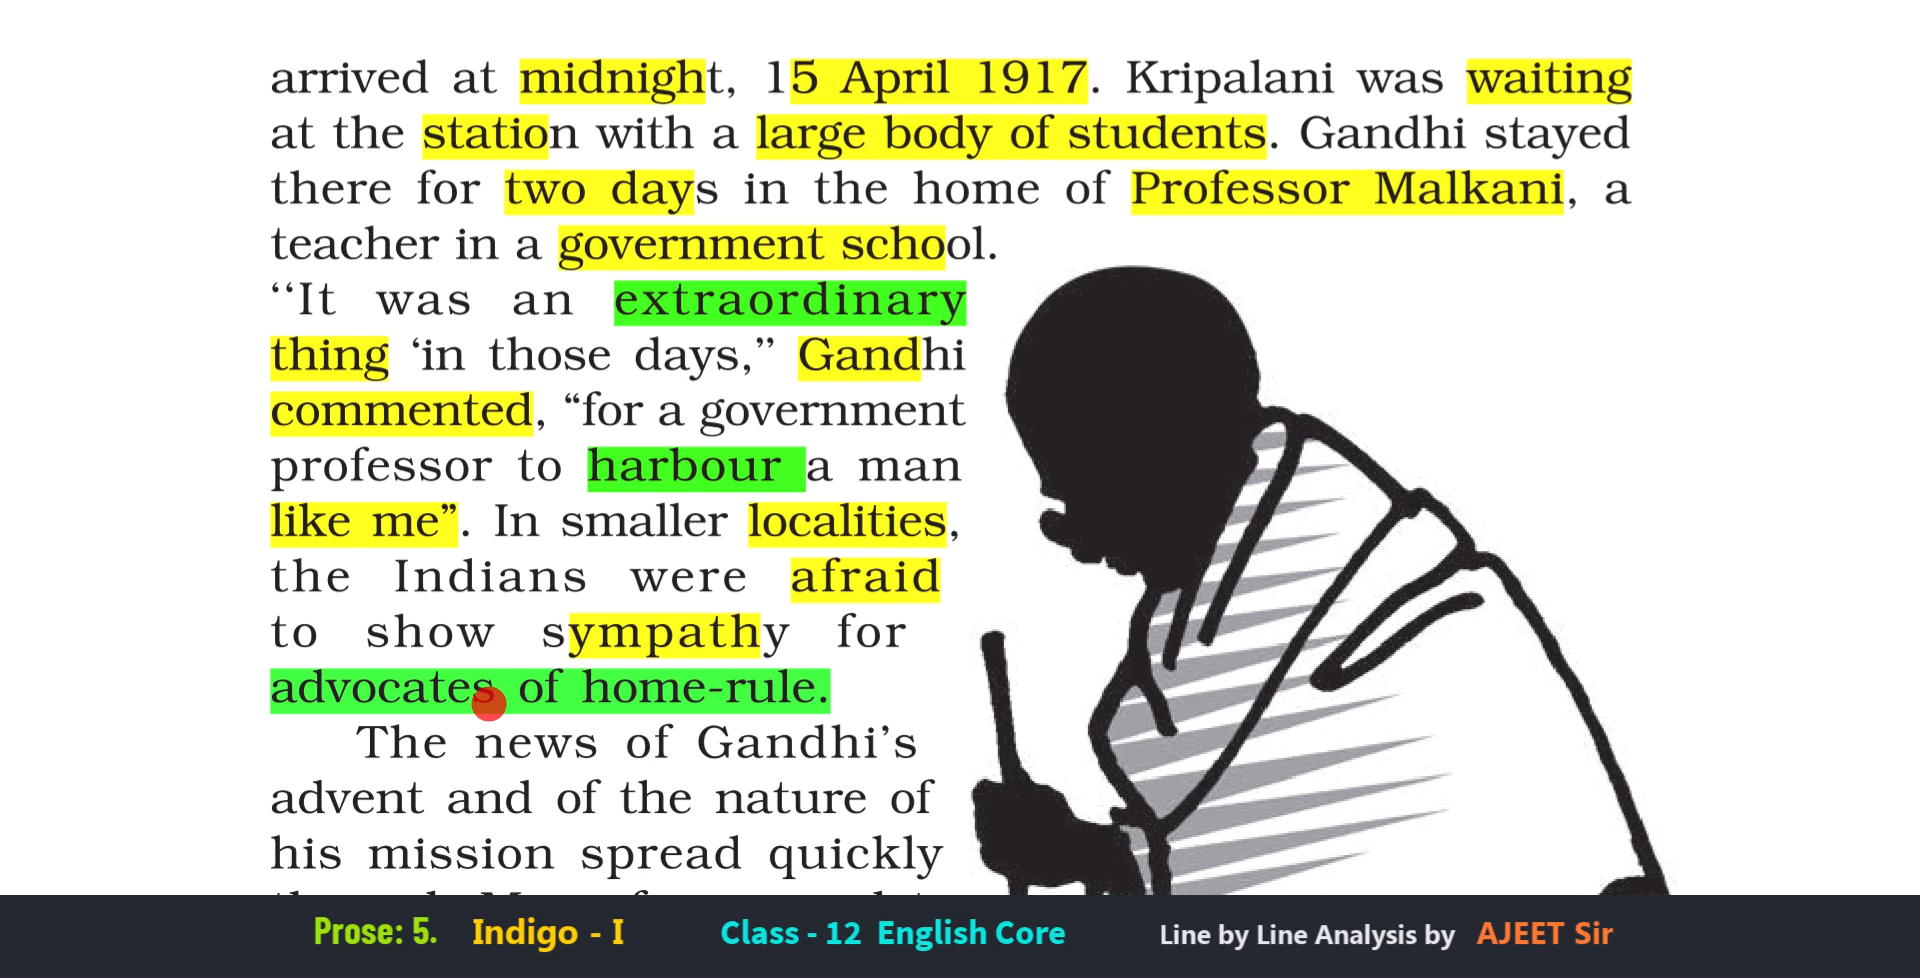 arrived at midnight, 15 April 1917. Kripalani was waiting
at the station with a large body of students. Gandhi stayed
there for two days in the home of Professor Malkani, a
teacher in a government school.
‘‘It was an extraordinary
thing ‘in those days,” Gandhi
commented, “for a government
professor to harbour a man
like me”. In smaller localities,
the Indians were afraid
to show sympathy for
advocates of home-rule.
The news of Gandhi’s
advent and of the nature of
his mission spread quickly
Prose: 5. Indigo - I Class - 12 English Core Line by Line Analysis by AJEET Sir